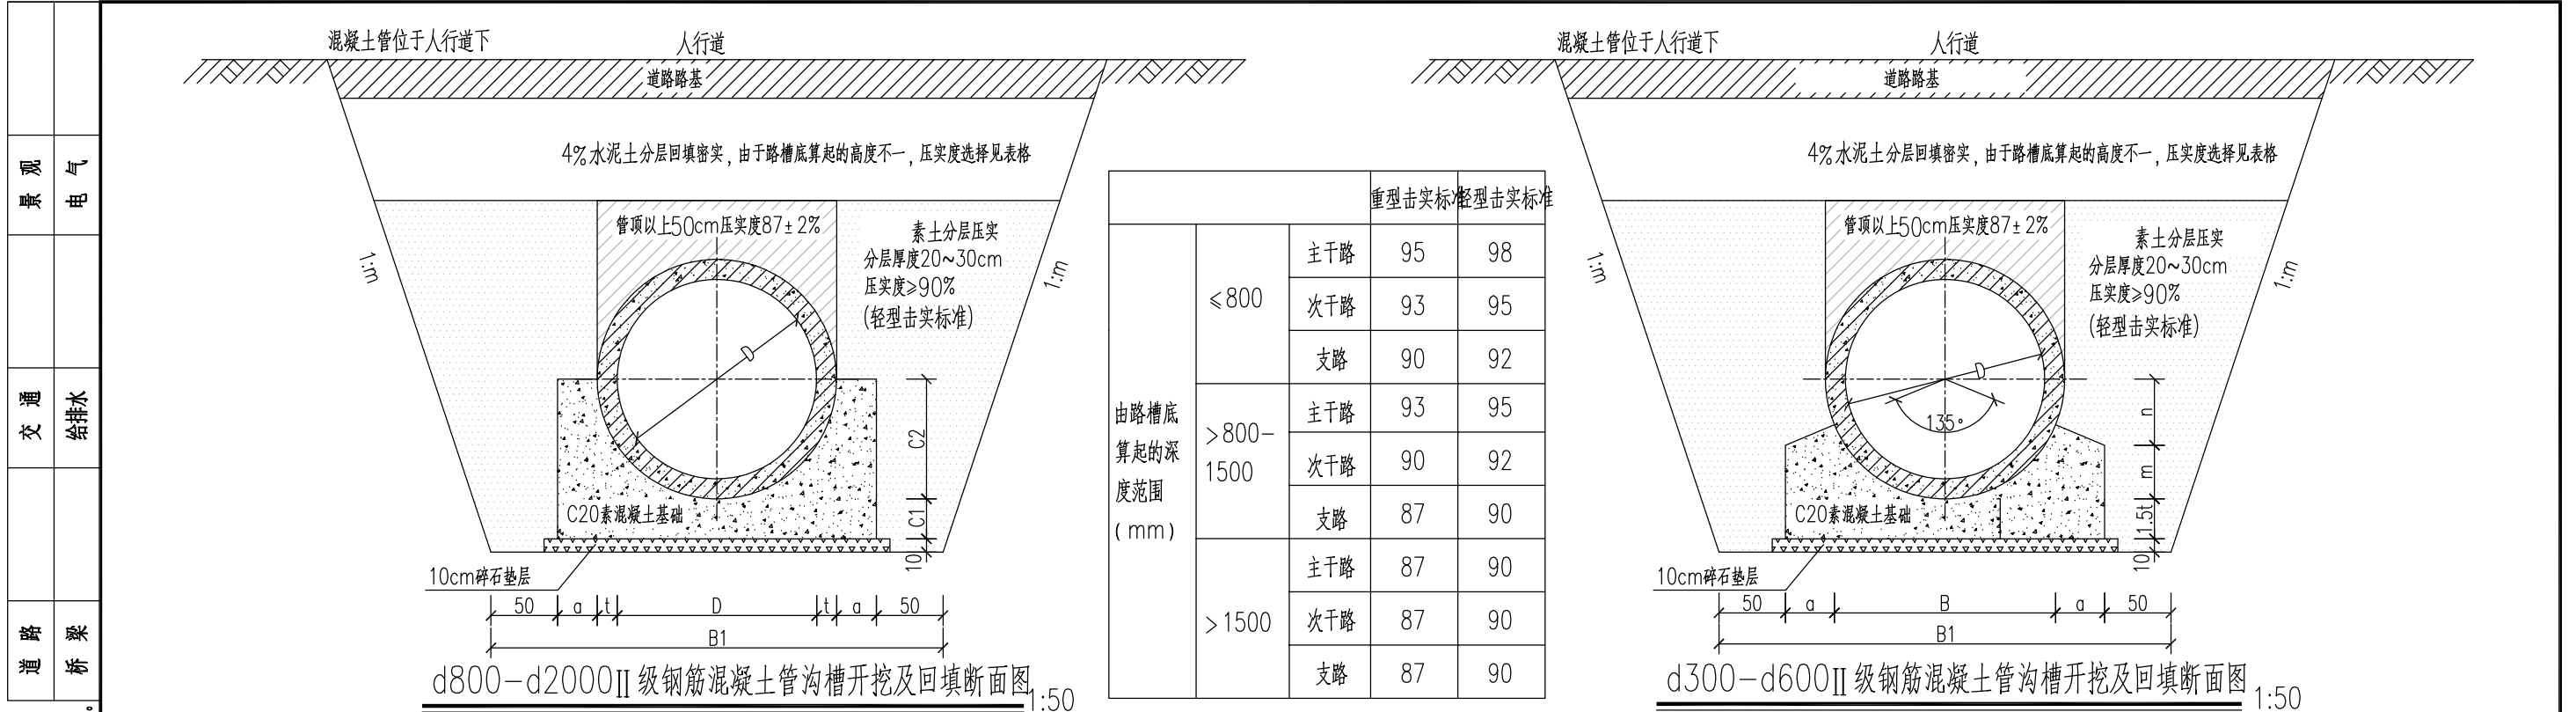 景观
电气
交通
给排水
道路
桥梁
混凝土管位于人行道下
人行道
道路路基
4%水泥土分层回填密实，由于路槽底算起的高度不一，压实度选择见表格
管顶以上50cm压实度87±2%
素土分层压实
分层厚度20~30cm
压实度≥90%
(轻型击实标准)
1:m
1:m
D
C2
C1
10
C20素混凝土基础
10cm碎石垫层
50 a t D t a 50
B1
d800-d2000II级钢筋混凝土管沟槽开挖及回填断面图
1:50
重型击实标准 轻型击实标准
由路槽底
算起的深
度范围
(mm)
≤800
主干路 95 98
次干路 93 95
支路 90 92
>800-
1500
主干路 93 95
次干路 90 92
支路 87 90
>1500
主干路 87 90
次干路 87 90
支路 87 90
混凝土管位于人行道下
人行道
道路路基
4%水泥土分层回填密实，由于路槽底算起的高度不一，压实度选择见表格
管顶以上50cm压实度87±2%
素土分层压实
分层厚度20~30cm
压实度≥90%
(轻型击实标准)
1:m
1:m
D
135°
n
m
1.5t
10
C20素混凝土基础
10cm碎石垫层
50 a B a 50
B1
d300-d600II级钢筋混凝土管沟槽开挖及回填断面图
1:50